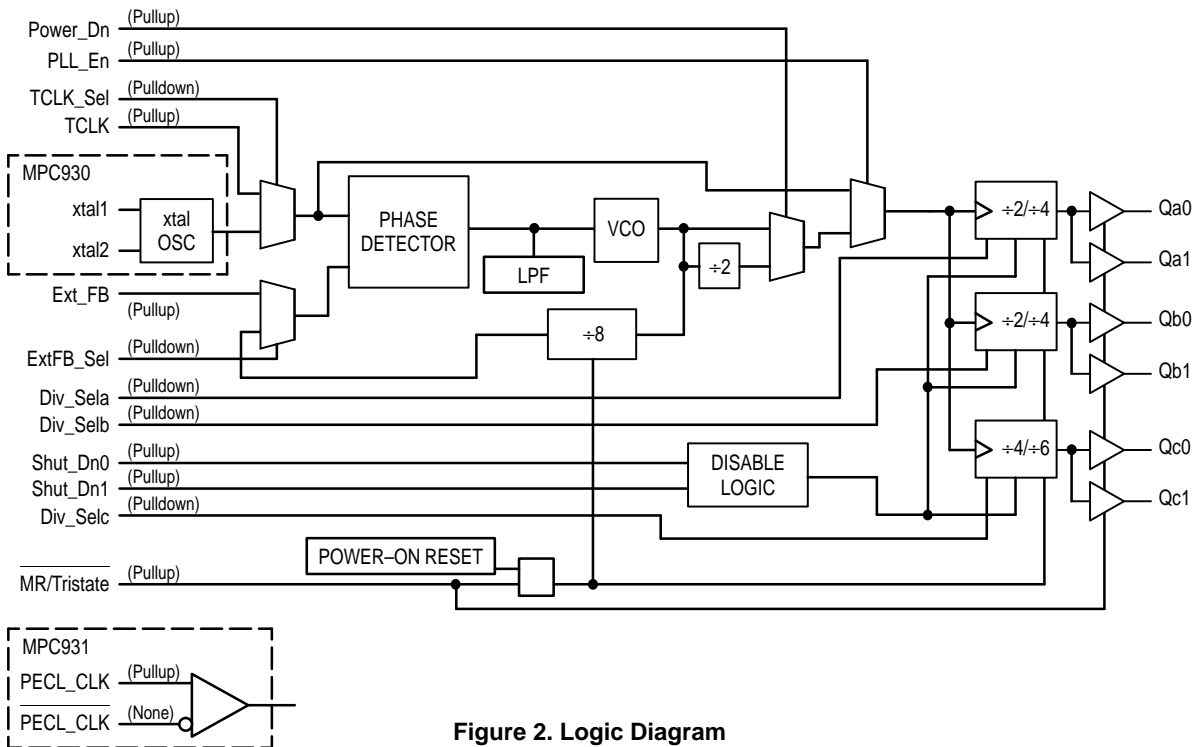 Power_Dn (Pullup)
PLL_En (Pullup)
TCLK_Sel (Pulldown)
TCLK (Pullup)
MPC930
xtal1
xtal2
xtal
OSC
PHASE
DETECTOR
LPF
VCO
÷2
÷8
÷2/÷4
Qa0
Qa1
÷2/÷4
Qb0
Qb1
÷4/÷6
Qc0
Qc1
Ext_FB
(Pullup)
ExtFB_Sel (Pulldown)
Div_Sela (Pulldown)
Div_Selb (Pulldown)
Shut_Dn0 (Pullup)
Shut_Dn1 (Pullup)
Div_Selc (Pulldown)
DISABLE
LOGIC
POWER–ON RESET
MR/Tristate (Pullup)
MPC931
PECL_CLK (Pullup)
PECL_CLK (None)
Figure 2. Logic Diagram